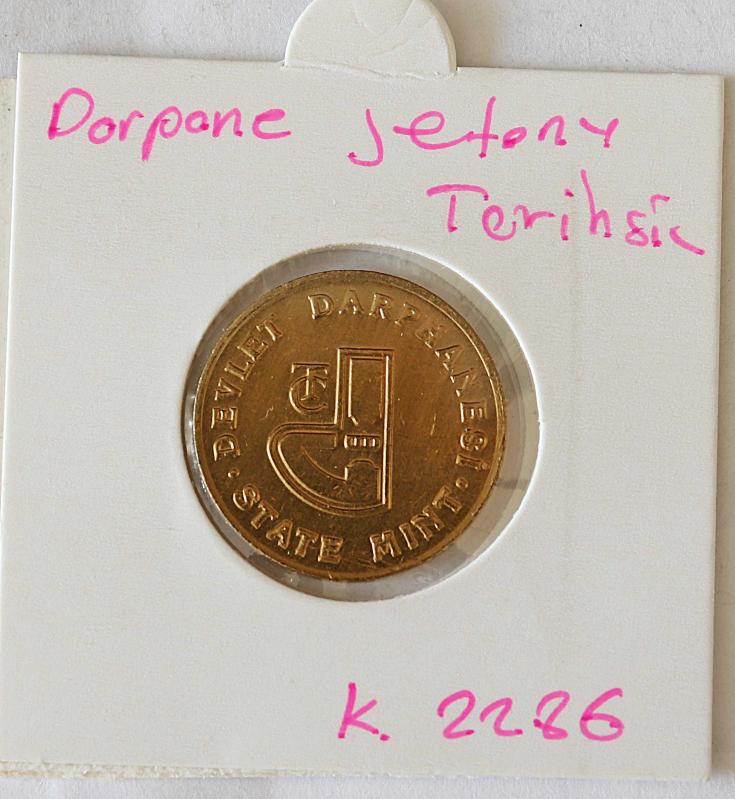 Darpane Jetonu
Tarihsiz
DEVLET DARPHANESİ
TC
STATE MINT
K. 2286